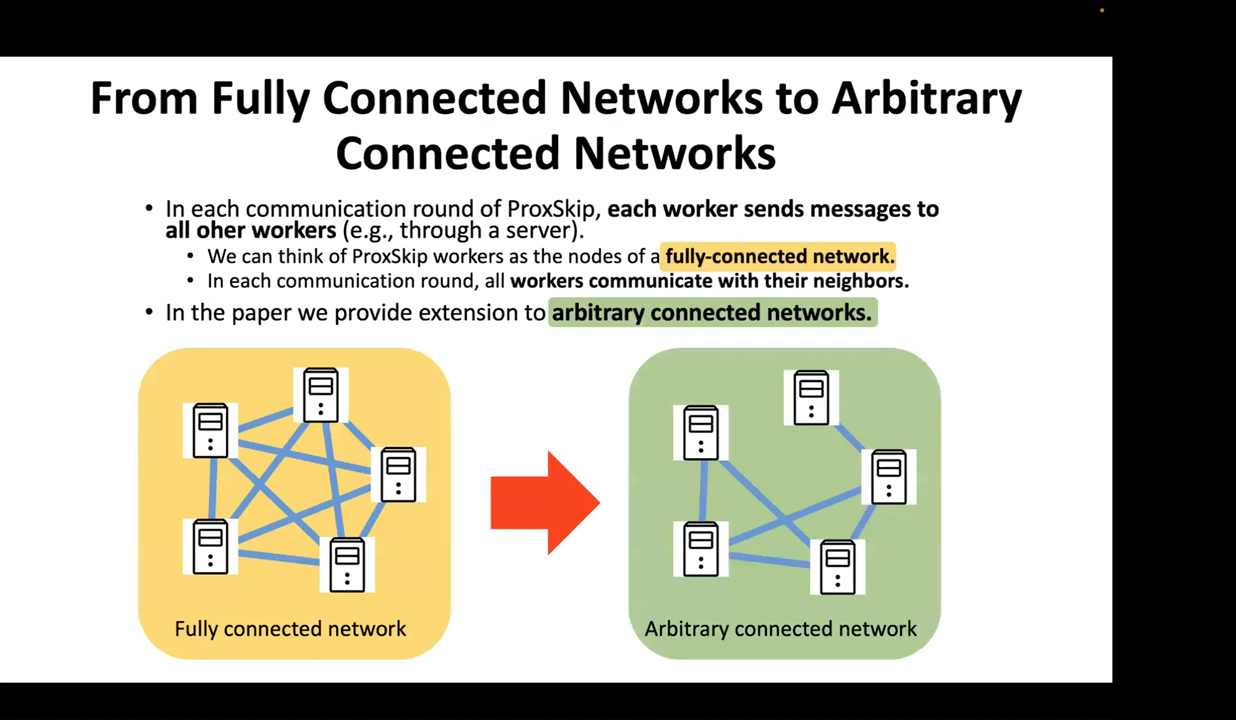 From Fully Connected Networks to Arbitrary
Connected Networks
• In each communication round of ProxSkip, each worker sends messages to
all oher workers (e.g., through a server).
• We can think of ProxSkip workers as the nodes of a fully-connected network.
• In each communication round, all workers communicate with their neighbors.
• In the paper we provide extension to arbitrary connected networks.
Fully connected network
Arbitrary connected network